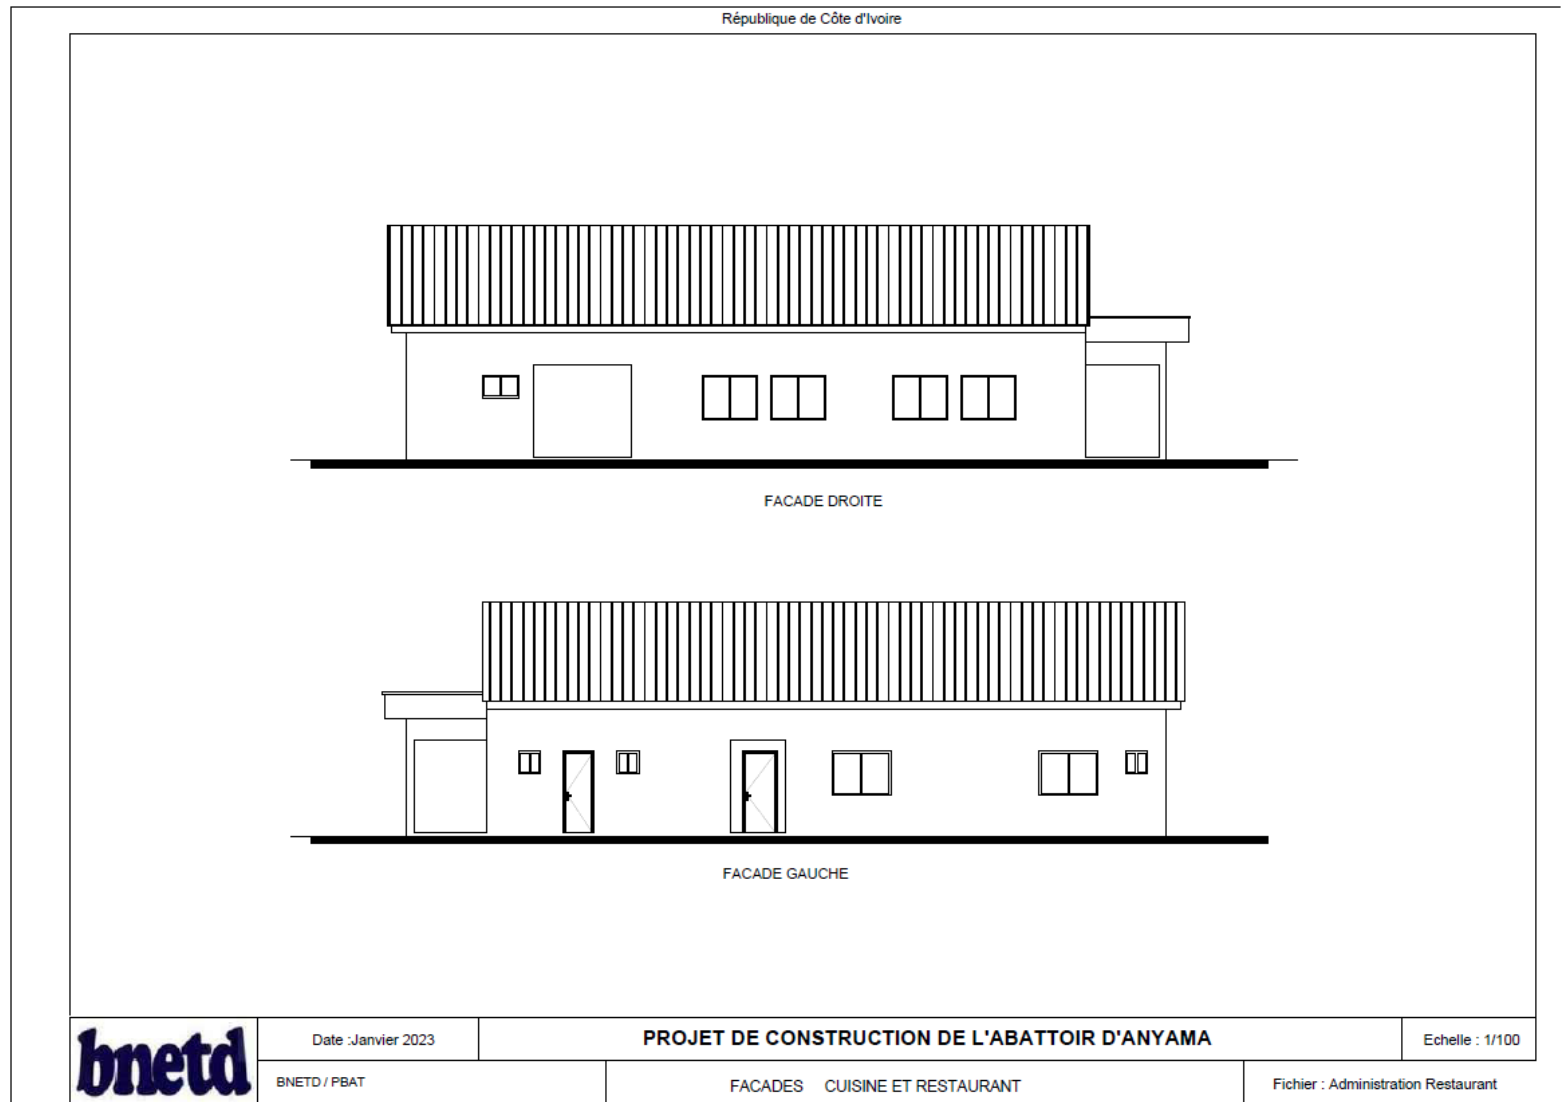 République de Côte d'Ivoire
FACADE DROITE
FACADE GAUCHE
bnetd
Date :Janvier 2023
PROJET DE CONSTRUCTION DE L'ABATTOIR D'ANYAMA
Echelle : 1/100
BNETD / PBAT
FACADES CUISINE ET RESTAURANT
Fichier : Administration Restaurant